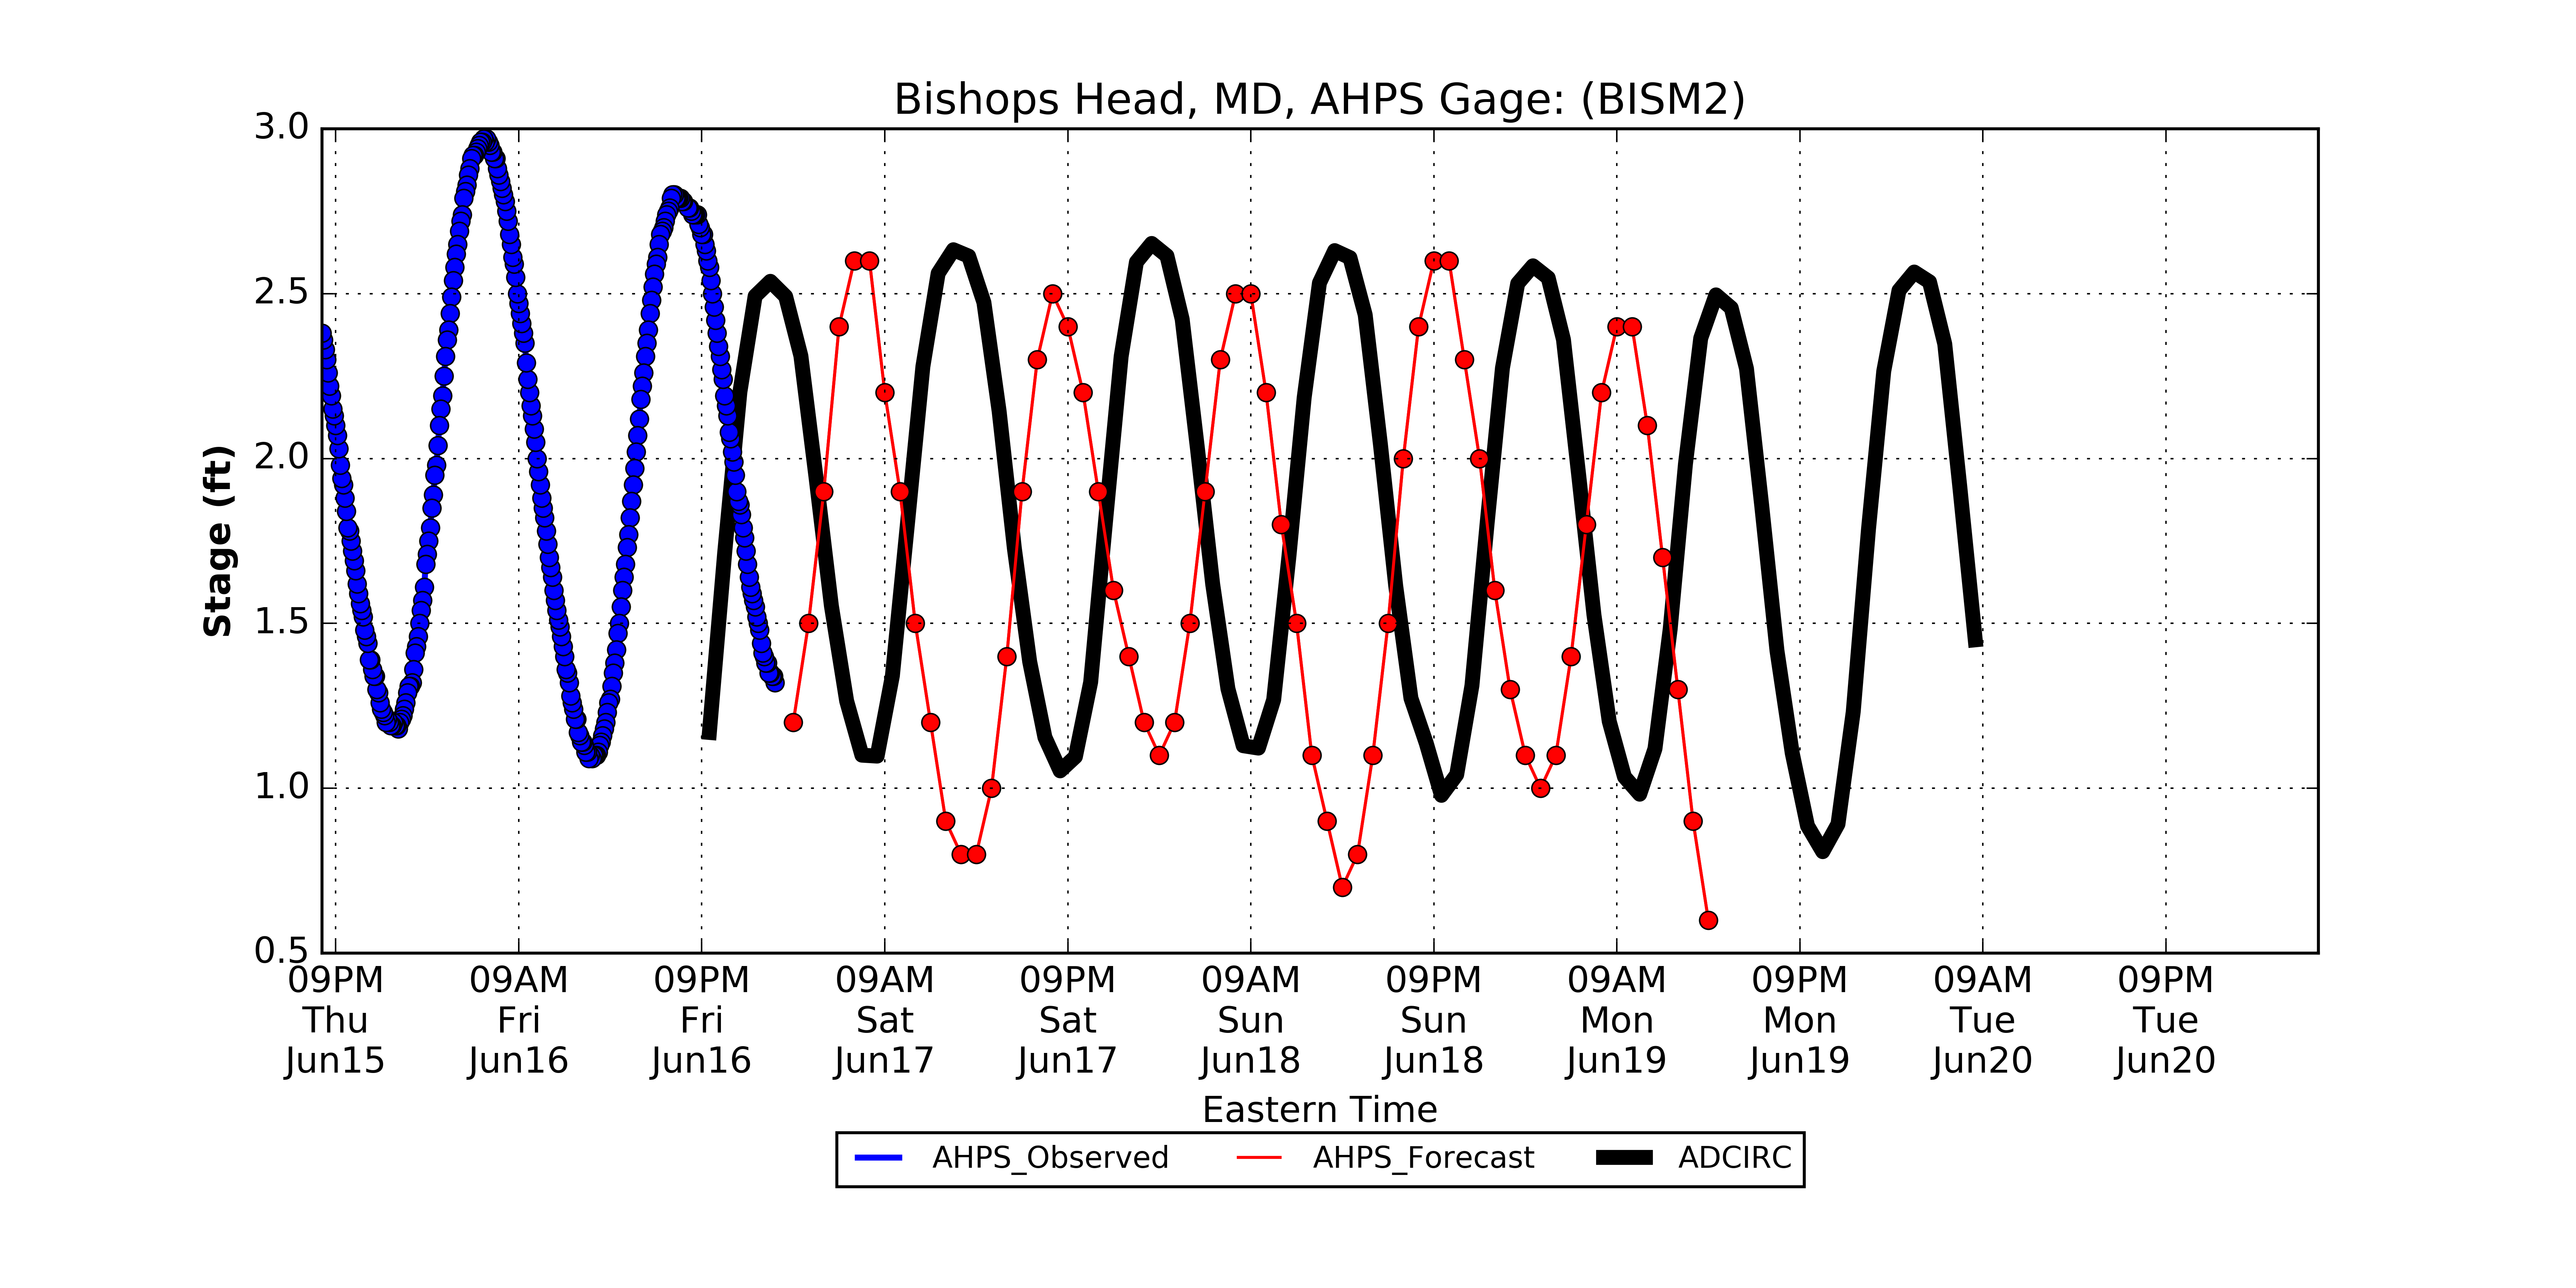 Bishops Head, MD, AHPS Gage: (BISM2)
Stage (ft)
3.0
2.5
2.0
1.5
1.0
0.5
09PM 09AM 09PM 09AM 09PM 09AM 09PM 09AM 09PM 09AM 09PM
Thu Fri Fri Sat Sat Sun Sun Mon Mon Tue Tue
Jun15 Jun16 Jun16 Jun17 Jun17 Jun18 Jun18 Jun19 Jun19 Jun20 Jun20
Eastern Time
AHPS_Observed AHPS_Forecast ADCIRC